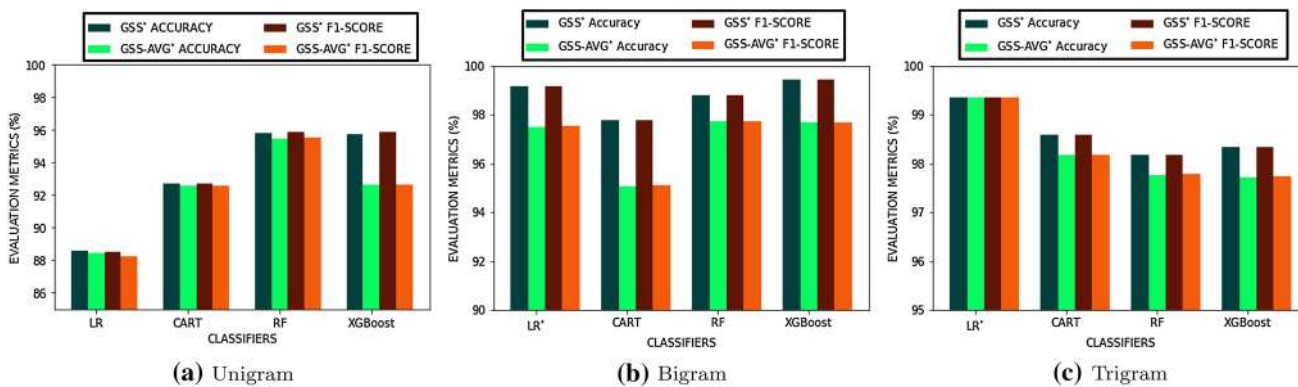 GSS* ACCURACY GSS* F1-SCORE
GSS-AVG* ACCURACY GSS-AVG* F1-SCORE
EVALUATION METRICS (%)
100
98
96
94
92
90
88
86
LR CART RF XGBoost
CLASSIFIERS
(a) Unigram
GSS* Accuracy GSS* F1-SCORE
GSS-AVG* Accuracy GSS-AVG* F1-SCORE
EVALUATION METRICS (%)
100
98
96
94
92
90
LR* CART RF XGBoost
CLASSIFIERS
(b) Bigram
GSS* Accuracy GSS* F1-SCORE
GSS-AVG* Accuracy GSS-AVG* F1-SCORE
EVALUATION METRICS (%)
100
99
98
97
96
95
LR* CART RF XGBoost
CLASSIFIERS
(c) Trigram